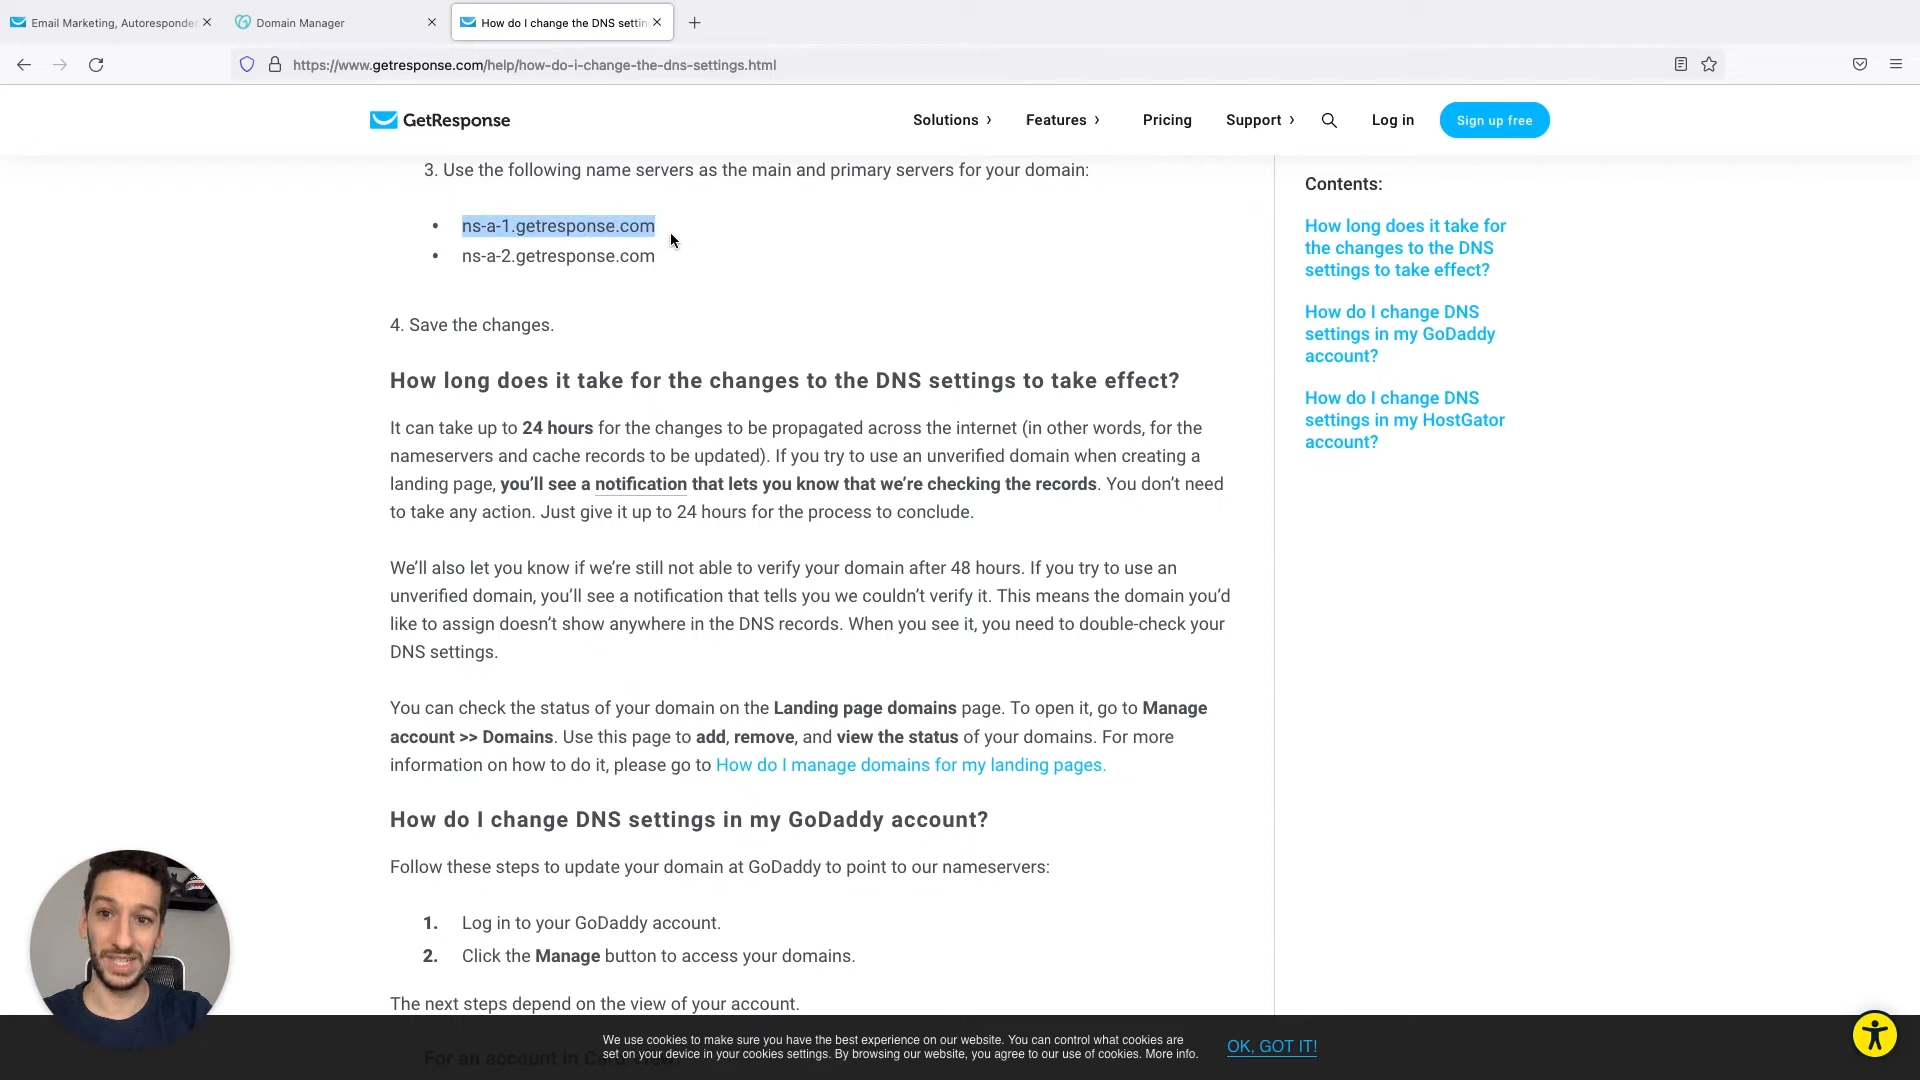 Email Marketing, Autoresponde
Domain Manager
How do I change the DNS settin
https://www.getresponse.com/help/how-do-i-change-the-dns-settings.html
GetResponse
Solutions
Features
Pricing
Support
Log in
Sign up free
3. Use the following name servers as the main and primary servers for your domain:
• ns-a-1.getresponse.com
• ns-a-2.getresponse.com
4. Save the changes.
How long does it take for the changes to the DNS settings to take effect?
It can take up to 24 hours for the changes to be propagated across the internet (in other words, for the
nameservers and cache records to be updated). If you try to use an unverified domain when creating a
landing page, you’ll see a notification that lets you know that we’re checking the records. You don’t need
to take any action. Just give it up to 24 hours for the process to conclude.
We’ll also let you know if we’re still not able to verify your domain after 48 hours. If you try to use an
unverified domain, you’ll see a notification that tells you we couldn’t verify it. This means the domain you’d
like to assign doesn’t show anywhere in the DNS records. When you see it, you need to double-check your
DNS settings.
You can check the status of your domain on the Landing page domains page. To open it, go to Manage
account >> Domains. Use this page to add, remove, and view the status of your domains. For more
information on how to do it, please go to How do I manage domains for my landing pages.
How do I change DNS settings in my GoDaddy account?
Follow these steps to update your domain at GoDaddy to point to our nameservers:
1. Log in to your GoDaddy account.
2. Click the Manage button to access your domains.
The next steps depend on the view of your account.
Contents:
How long does it take for
the changes to the DNS
settings to take effect?
How do I change DNS
settings in my GoDaddy
account?
How do I change DNS
settings in my HostGator
account?
For an account in
We use cookies to make sure you have the best experience on our website. You can control what cookies are
set on your device in your cookies settings. By browsing our website, you agree to our use of cookies. More info.
OK, GOT IT!